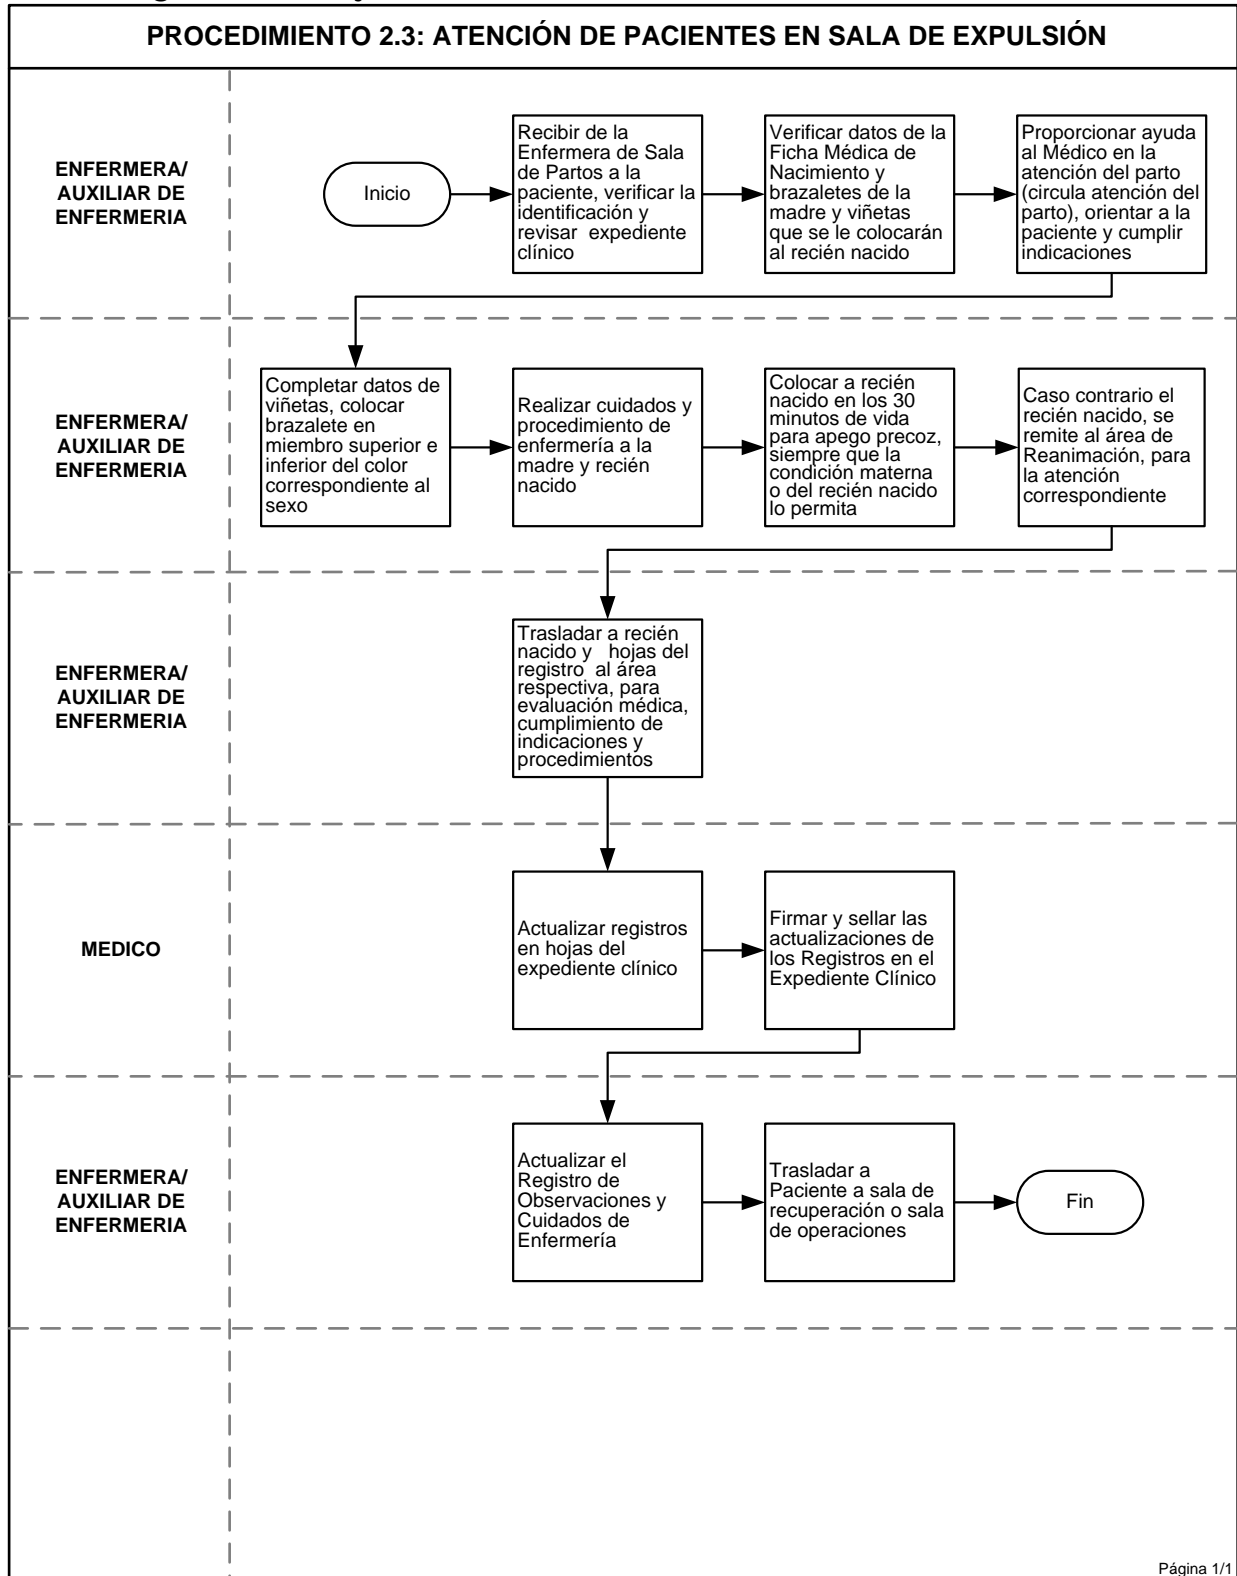 PROCEDIMIENTO 2.3: ATENCIÓN DE PACIENTES EN SALA DE EXPULSIÓN
ENFERMERA/
AUXILIAR DE
ENFERMERIA
Inicio
Recibir de la
Enfermera de Sala
de Partos a la
paciente, verificar la
identificación y
revisar expediente
clínico
Verificar datos de la
Ficha Médica de
Nacimiento y
brazaletes de la
madre y viñetas
que se le colocarán
al recién nacido
Proporcionar ayuda
al Médico en la
atención del parto
(circula atención del
parto), orientar a la
paciente y cumplir
indicaciones
ENFERMERA/
AUXILIAR DE
ENFERMERIA
Completar datos de
viñetas, colocar
brazalete en
miembro superior e
inferior del color
correspondiente al
sexo
Realizar cuidados y
procedimiento de
enfermería a la
madre y recién
nacido
Colocar a recién
nacido en los 30
minutos de vida
para apego precoz,
siempre que la
condición materna
o del recién nacido
lo permita
Caso contrario el
recién nacido, se
remite al área de
Reanimación, para
la atención
correspondiente
ENFERMERA/
AUXILIAR DE
ENFERMERIA
Trasladar a recién
nacido y hojas del
registro al área
respectiva, para
evaluación médica,
cumplimiento de
indicaciones y
procedimientos
MEDICO
Actualizar registros
en hojas del
expediente clínico
Firmar y sellar las
actualizaciones de
los Registros en el
Expediente Clínico
ENFERMERA/
AUXILIAR DE
ENFERMERIA
Actualizar el
Registro de
Observaciones y
Cuidados de
Enfermería
Trasladar a
Paciente a sala de
recuperación o sala
de operaciones
Fin
Página 1/1